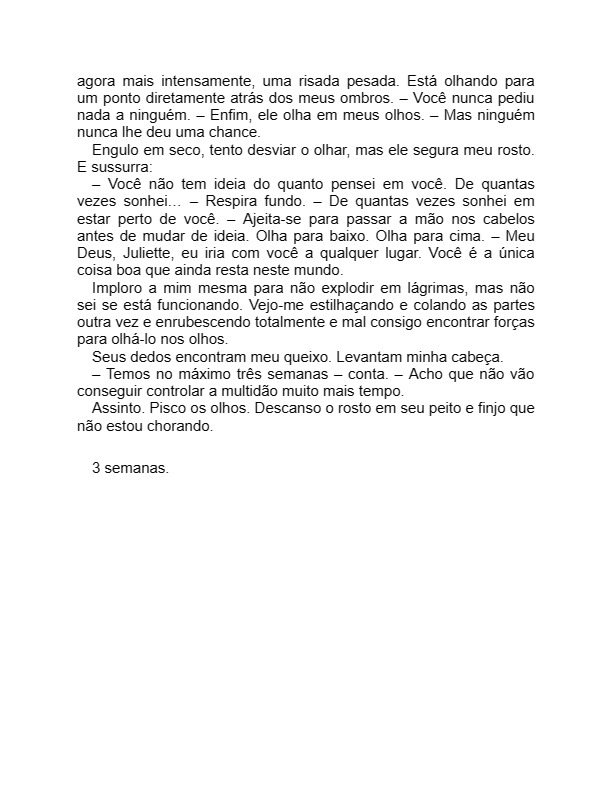 agora mais intensamente, uma risada pesada. Está olhando para
um ponto diretamente atrás dos meus ombros. – Você nunca pediu
nada a ninguém. – Enfim, ele olha em meus olhos. – Mas ninguém
nunca lhe deu uma chance.
Engulo em seco, tento desviar o olhar, mas ele segura meu rosto.
E sussurra:
– Você não tem ideia do quanto pensei em você. De quantas
vezes sonhei... – Respira fundo. – De quantas vezes sonhei em
estar perto de você. – Ajeita-se para passar a mão nos cabelos
antes de mudar de ideia. Olha para baixo. Olha para cima. – Meu
Deus, Juliette, eu iria com você a qualquer lugar. Você é a única
coisa boa que ainda resta neste mundo.
Imploro a mim mesma para não explodir em lágrimas, mas não
sei se está funcionando. Vejo-me estilhaçando e colando as partes
outra vez e enrubescendo totalmente e mal consigo encontrar forças
para olhá-lo nos olhos.
Seus dedos encontram meu queixo. Levantam minha cabeça.
– Temos no máximo três semanas – conta. – Acho que não vão
conseguir controlar a multidão muito mais tempo.
Assinto. Pisco os olhos. Descanso o rosto em seu peito e finjo que
não estou chorando.
3 semanas.